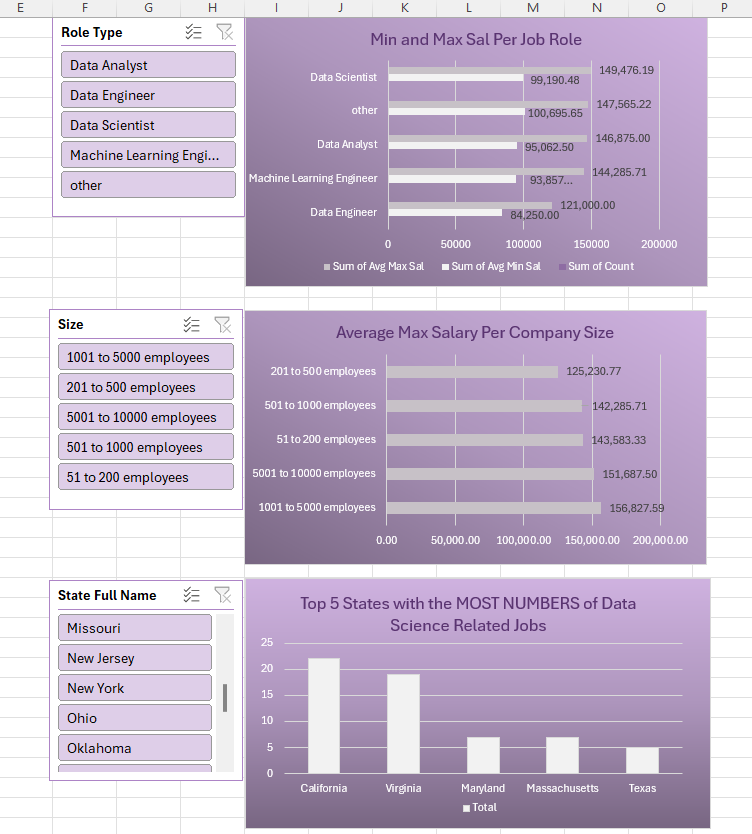 E F G H I J K L M N O P
Role Type
Data Analyst
Data Engineer
Data Scientist
Machine Learning Engi...
other
Min and Max Sal Per Job Role
Data Scientist 149,476.19
99,190.48
other 147,565.22
100,695.65
Data Analyst 146,875.00
95,062.50
Machine Learning Engineer 144,285.71
93,857...
Data Engineer 121,000.00
84,250.00
0 50000 100000 150000 200000
Sum of Avg Max Sal Sum of Avg Min Sal Sum of Count
Size
1001 to 5000 employees
201 to 500 employees
5001 to 10000 employees
501 to 1000 employees
51 to 200 employees
Average Max Salary Per Company Size
201 to 500 employees 125,230.77
501 to 1000 employees 142,285.71
51 to 200 employees 143,583.33
5001 to 10000 employees 151,687.50
1001 to 5000 employees 156,827.59
0.00 50,000.00 100,000.00 150,000.00 200,000.00
State Full Name
Missouri
New Jersey
New York
Ohio
Oklahoma
Top 5 States with the MOST NUMBERS of Data
Science Related Jobs
25
20
15
10
5
0
California Virginia Maryland Massachusetts Texas
Total